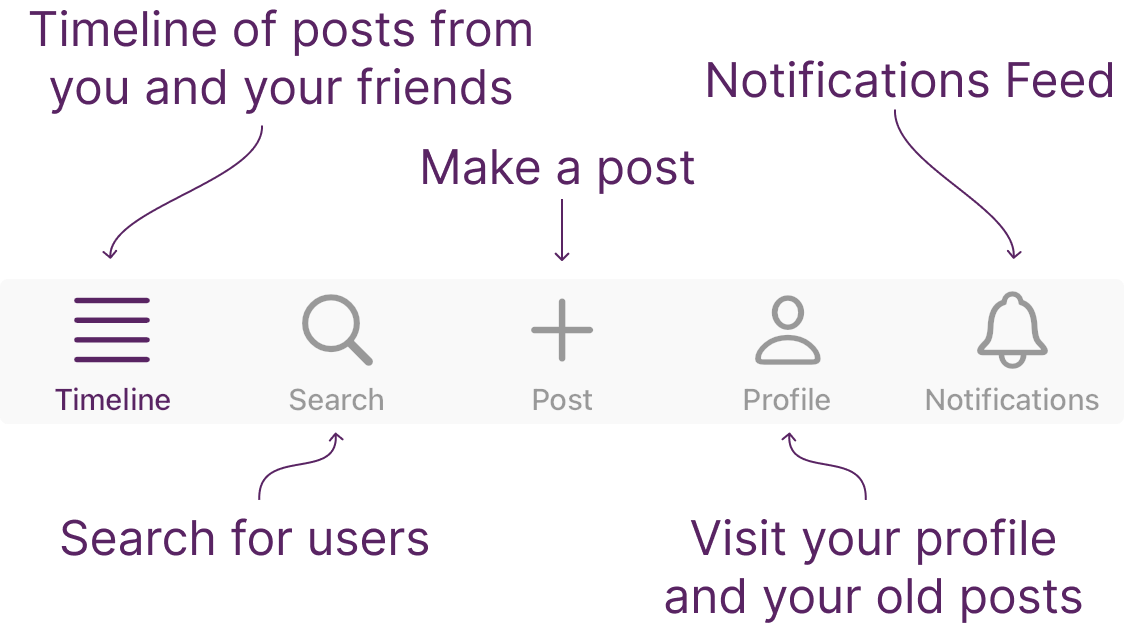 Timeline of posts from
you and your friends
Notifications Feed
Make a post
Timeline
Search
Post
Profile
Notifications
Search for users
Visit your profile
and your old posts